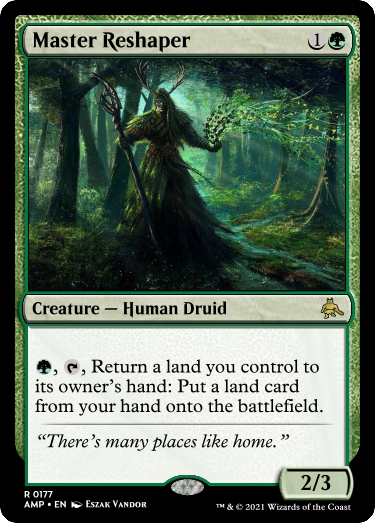 Master Reshaper 1
Creature — Human Druid
, , Return a land you control to
its owner's hand: Put a land card
from your hand onto the battlefield.
“There's many places like home.”
2/3
R 0177
AMP • EN Eszak Vandor
™ & © 2021 Wizards of the Coast